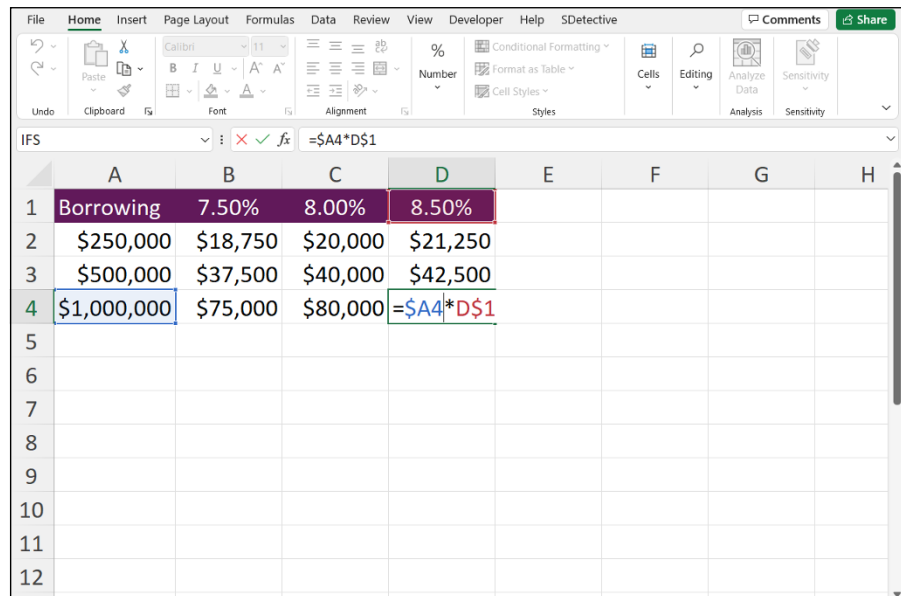 File Home Insert Page Layout Formulas Data Review View Developer Help SDetective Comments Share
Calibri 11 ab % Conditional Formatting
Paste B I U A A Number Format as Table Cells Editing Analyze Data Sensitivity
A Cell Styles
Undo Clipboard Font Alignment Styles Analysis Sensitivity
IFS fx =$A4*D$1
A B C D E F G H
1 Borrowing 7.50% 8.00% 8.50%
2 $250,000 $18,750 $20,000 $21,250
3 $500,000 $37,500 $40,000 $42,500
4 $1,000,000 $75,000 $80,000 =$A4*D$1
5
6
7
8
9
10
11
12